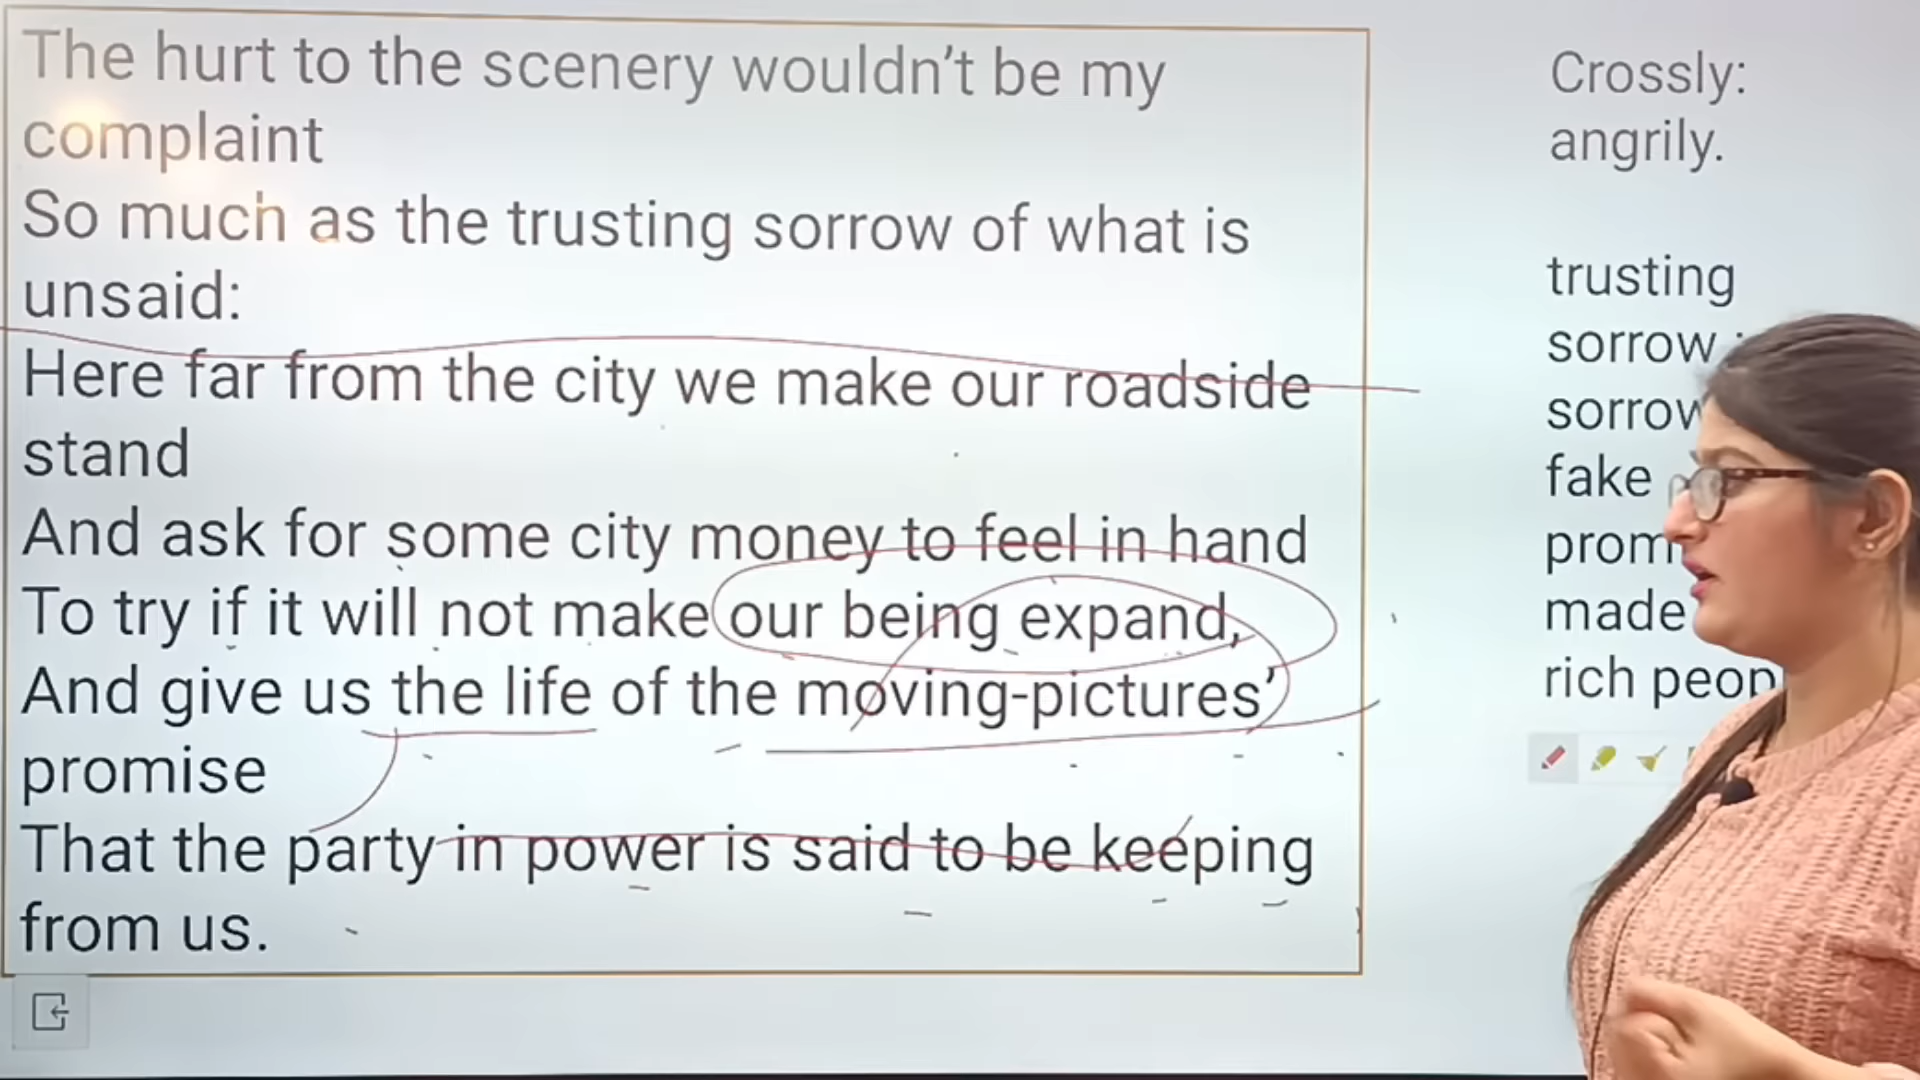 The hurt to the scenery wouldn't be my
complaint
So much as the trusting sorrow of what is
unsaid:
Here far from the city we make our roadside
stand
And ask for some city money to feel in hand
To try if it will not make our being expand,
And give us the life of the moving-pictures'
promise
That the party in power is said to be keeping
from us.
Crossly:
angrily.
trusting
sorrow :
fake
made
rich